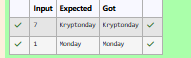 Input Expected Got
✓ 7 Kryptonday Kryptonday ✓
✓ 1 Monday Monday ✓